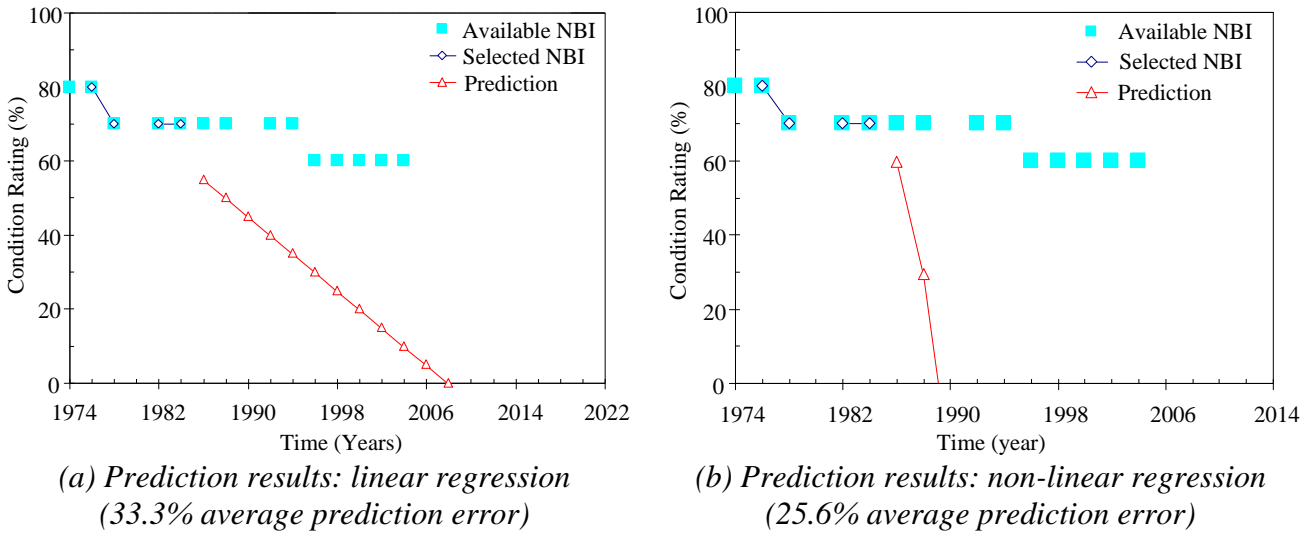 100
80
60
40
20
0
Condition Rating (%)
Available NBI
Selected NBI
Prediction
1974 1982 1990 1998 2006 2014 2022
Time (Years)
(a) Prediction results: linear regression
(33.3% average prediction error)
100
80
60
40
20
0
Condition Rating (%)
Available NBI
Selected NBI
Prediction
1974 1982 1990 1998 2006 2014
Time (year)
(b) Prediction results: non-linear regression
(25.6% average prediction error)